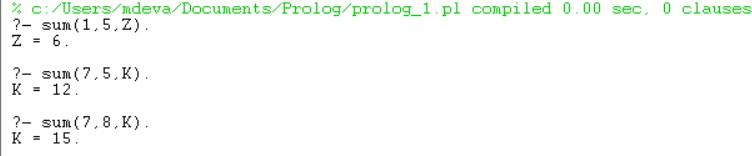 % c:/Users/mdeva/Documents/Prolog/prolog_1.pl compiled 0.00 sec, 0 clauses
?- sum(1,5,Z).
Z = 6.
?- sum(7,5,K).
K = 12.
?- sum(7,8,K).
K = 15.